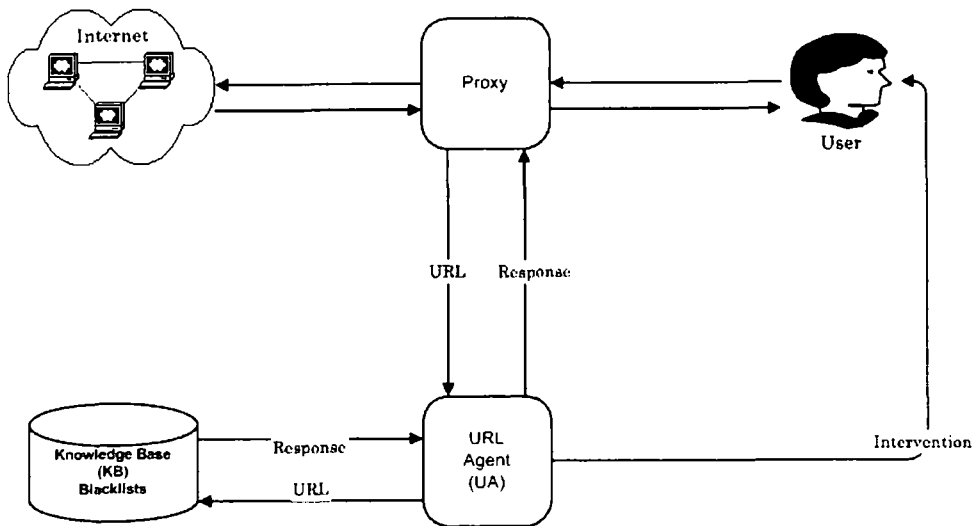 Internet
Proxy
User
URL
Response
Knowledge Base
(KB)
Blacklists
Response
URL
URL
Agent
(UA)
Intervention